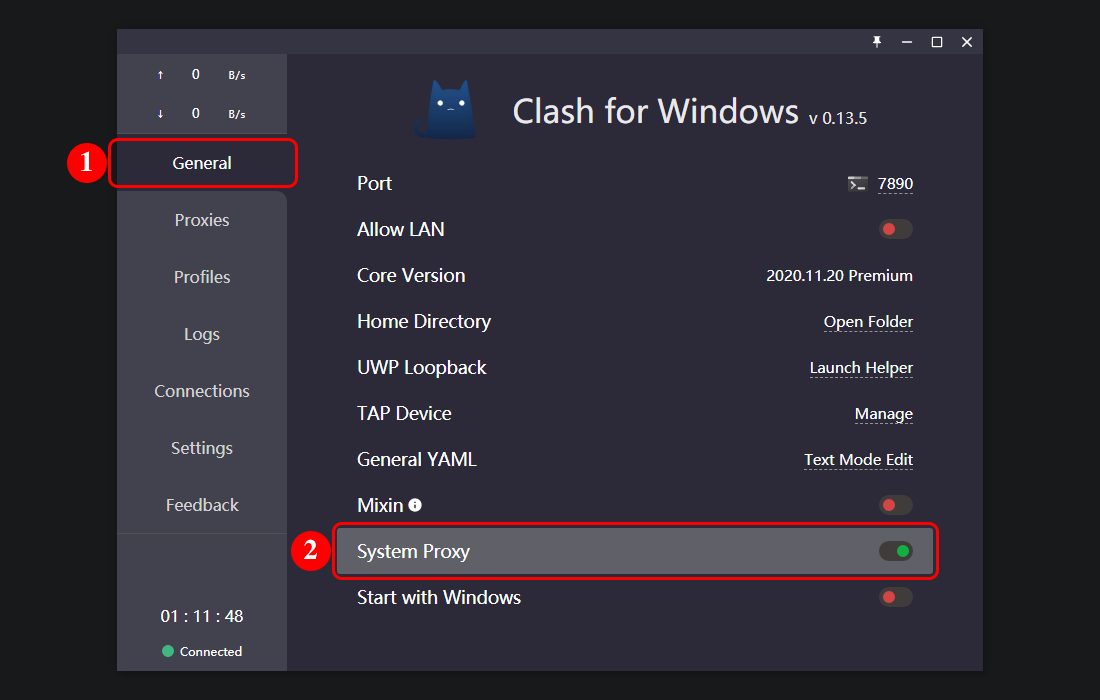 ↑ 0 B/s
↓ 0 B/s
1
General
Proxies
Profiles
Logs
Connections
Settings
Feedback
01 : 11 : 48
Connected
Clash for Windows v 0.13.5
Port 7890
Allow LAN
Core Version 2020.11.20 Premium
Home Directory Open Folder
UWP Loopback Launch Helper
TAP Device Manage
General YAML Text Mode Edit
Mixin
2
System Proxy
Start with Windows